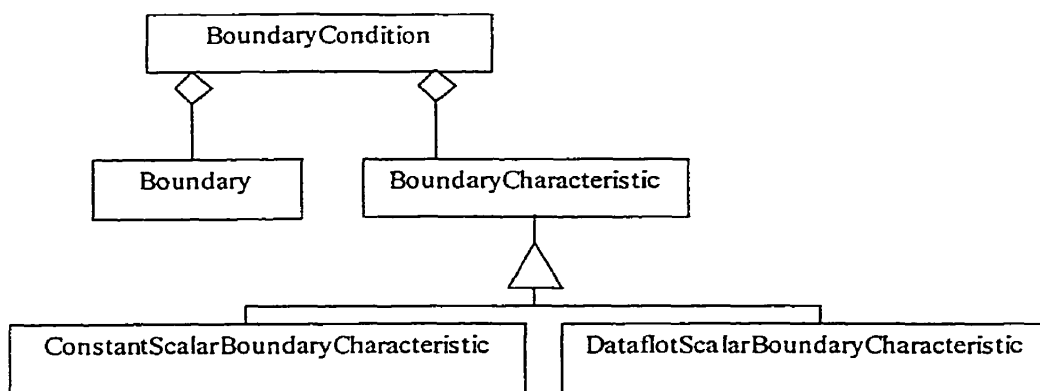 BoundaryCondition
Boundary
BoundaryCharacteristic
ConstantScalarBoundaryCharacteristic
DataflotScalarBoundaryCharacteristic